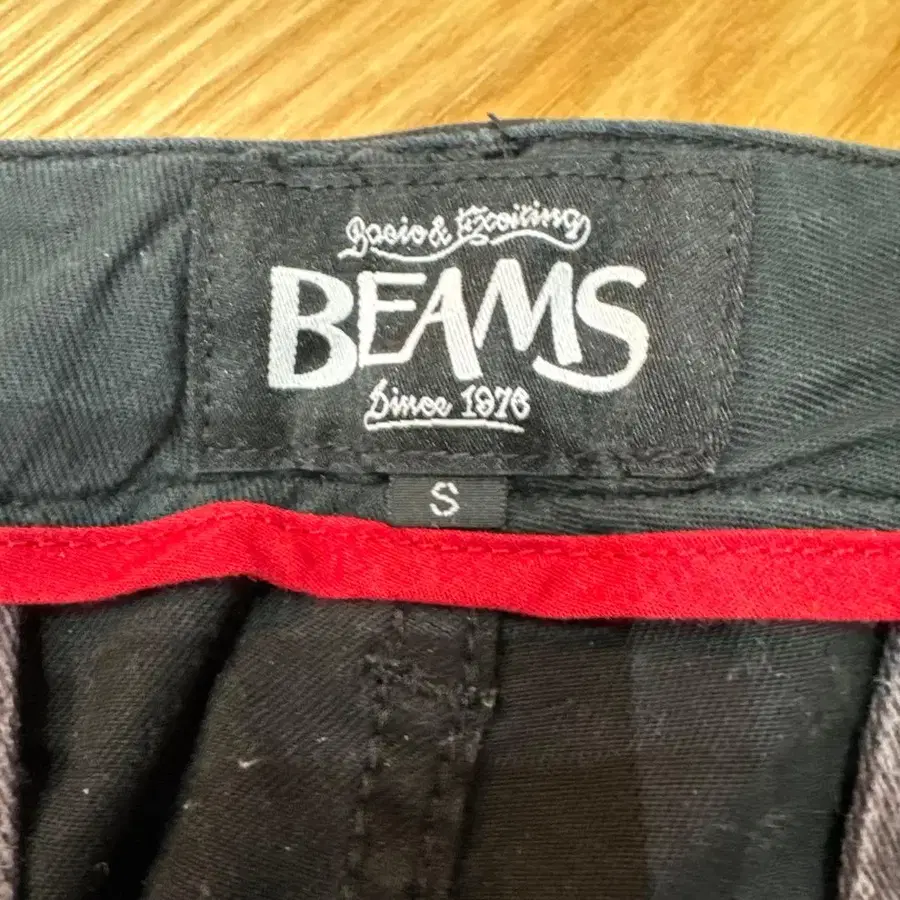 Basic & Exciting
BEAMS
Since 1976
S